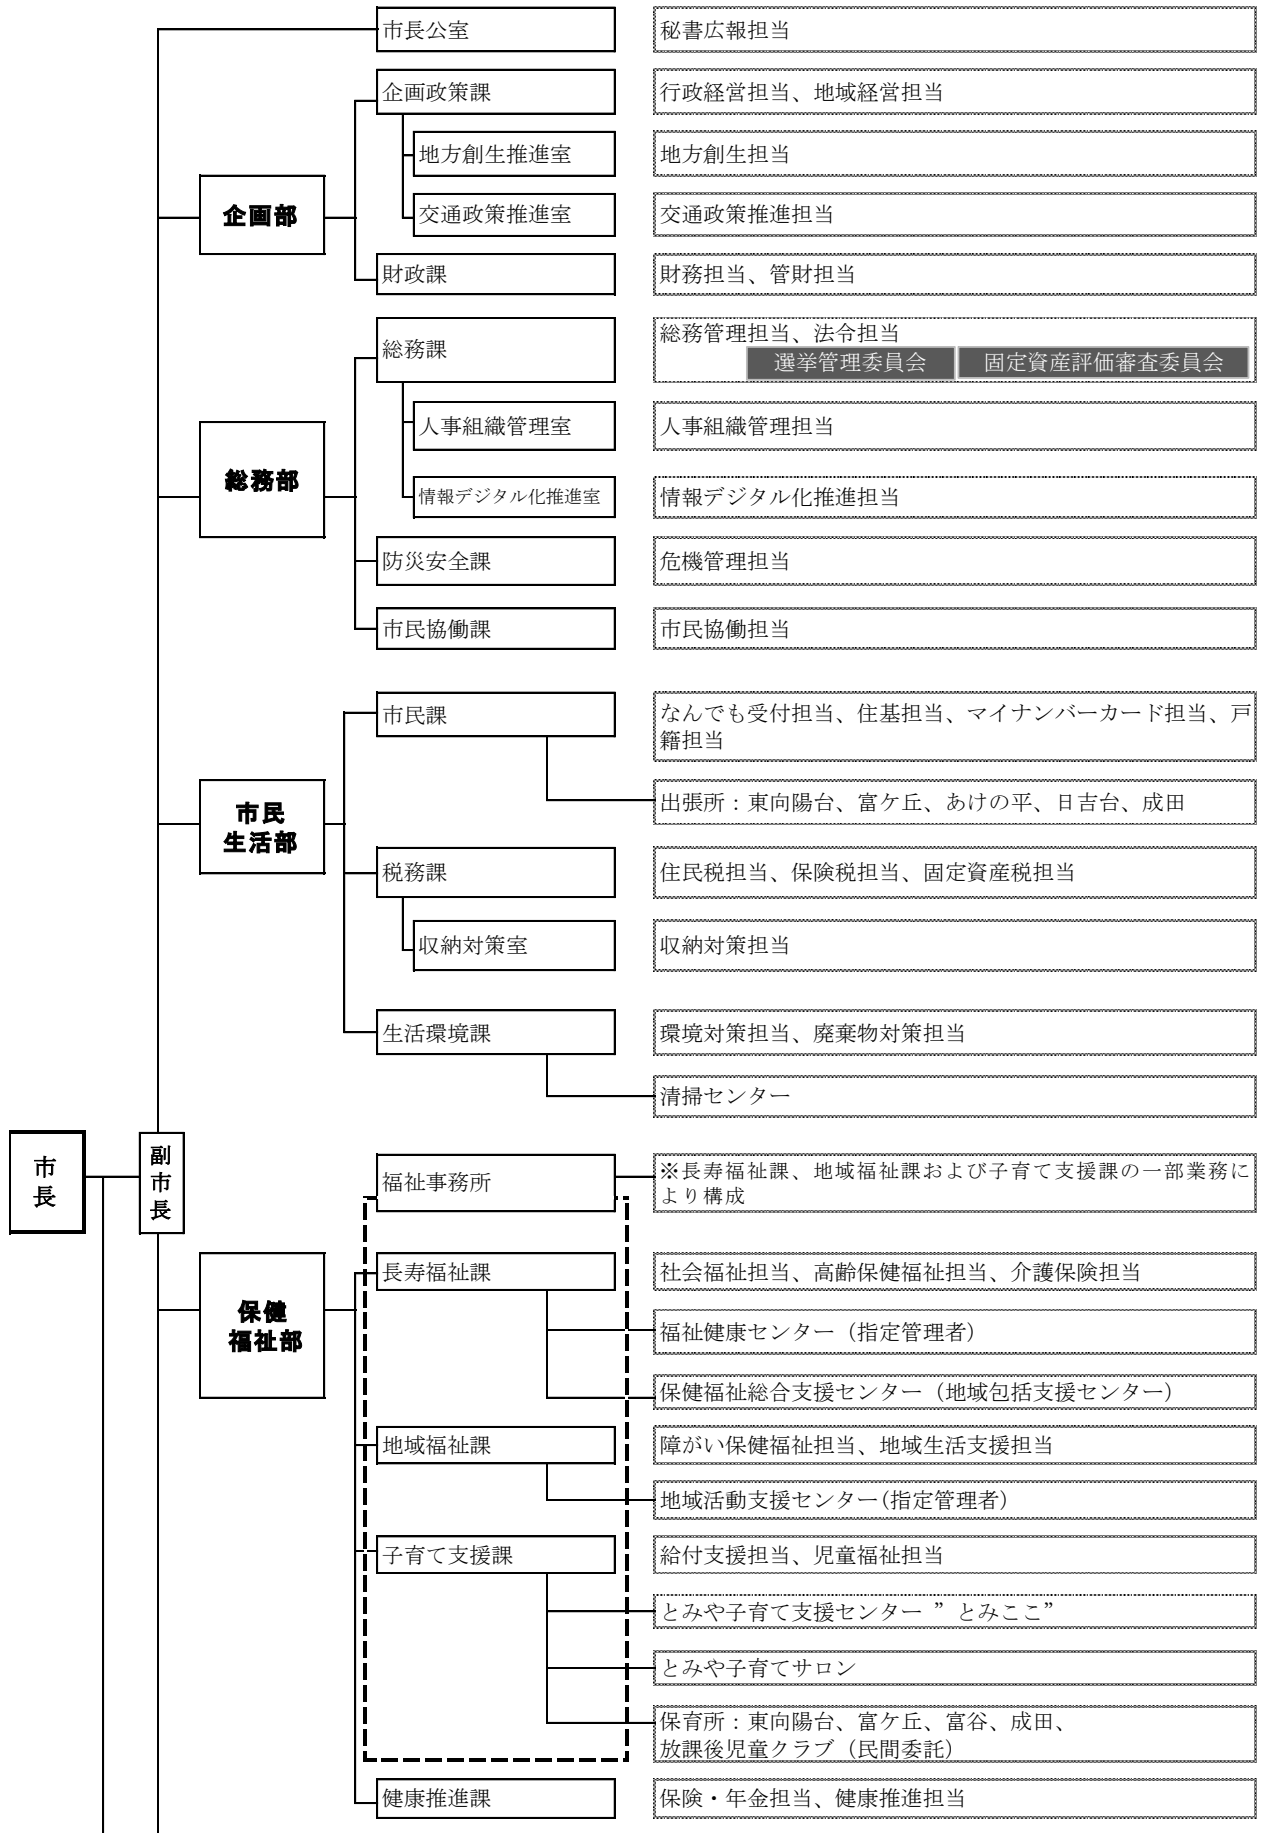 市長公室
秘書広報担当
企画政策課
行政経営担当、地域経営担当
地方創生推進室
地方創生担当
企画部
交通政策推進室
交通政策推進担当
財政課
財務担当、管財担当
総務課
総務管理担当、法令担当
選挙管理委員会
固定資産評価審査委員会
人事組織管理室
人事組織管理担当
総務部
情報デジタル化推進室
情報デジタル化推進担当
防災安全課
危機管理担当
市民協働課
市民協働担当
市民課
なんでも受付担当、住基担当、マイナンバーカード担当、戸
籍担当
出張所：東向陽台、富ケ丘、あけの平、日吉台、成田
市民
生活部
税務課
住民税担当、保険税担当、固定資産税担当
収納対策室
収納対策担当
生活環境課
環境対策担当、廃棄物対策担当
清掃センター
市
長
副
市
長
福祉事務所
※長寿福祉課、地域福祉課および子育て支援課の一部業務に
より構成
長寿福祉課
社会福祉担当、高齢保健福祉担当、介護保険担当
保健
福祉部
福祉健康センター（指定管理者）
保健福祉総合支援センター（地域包括支援センター）
地域福祉課
障がい保健福祉担当、地域生活支援担当
地域活動支援センター(指定管理者）
子育て支援課
給付支援担当、児童福祉担当
とみや子育て支援センター ”とみここ”
とみや子育てサロン
保育所：東向陽台、富ケ丘、富谷、成田、
放課後児童クラブ（民間委託）
健康推進課
保険・年金担当、健康推進担当